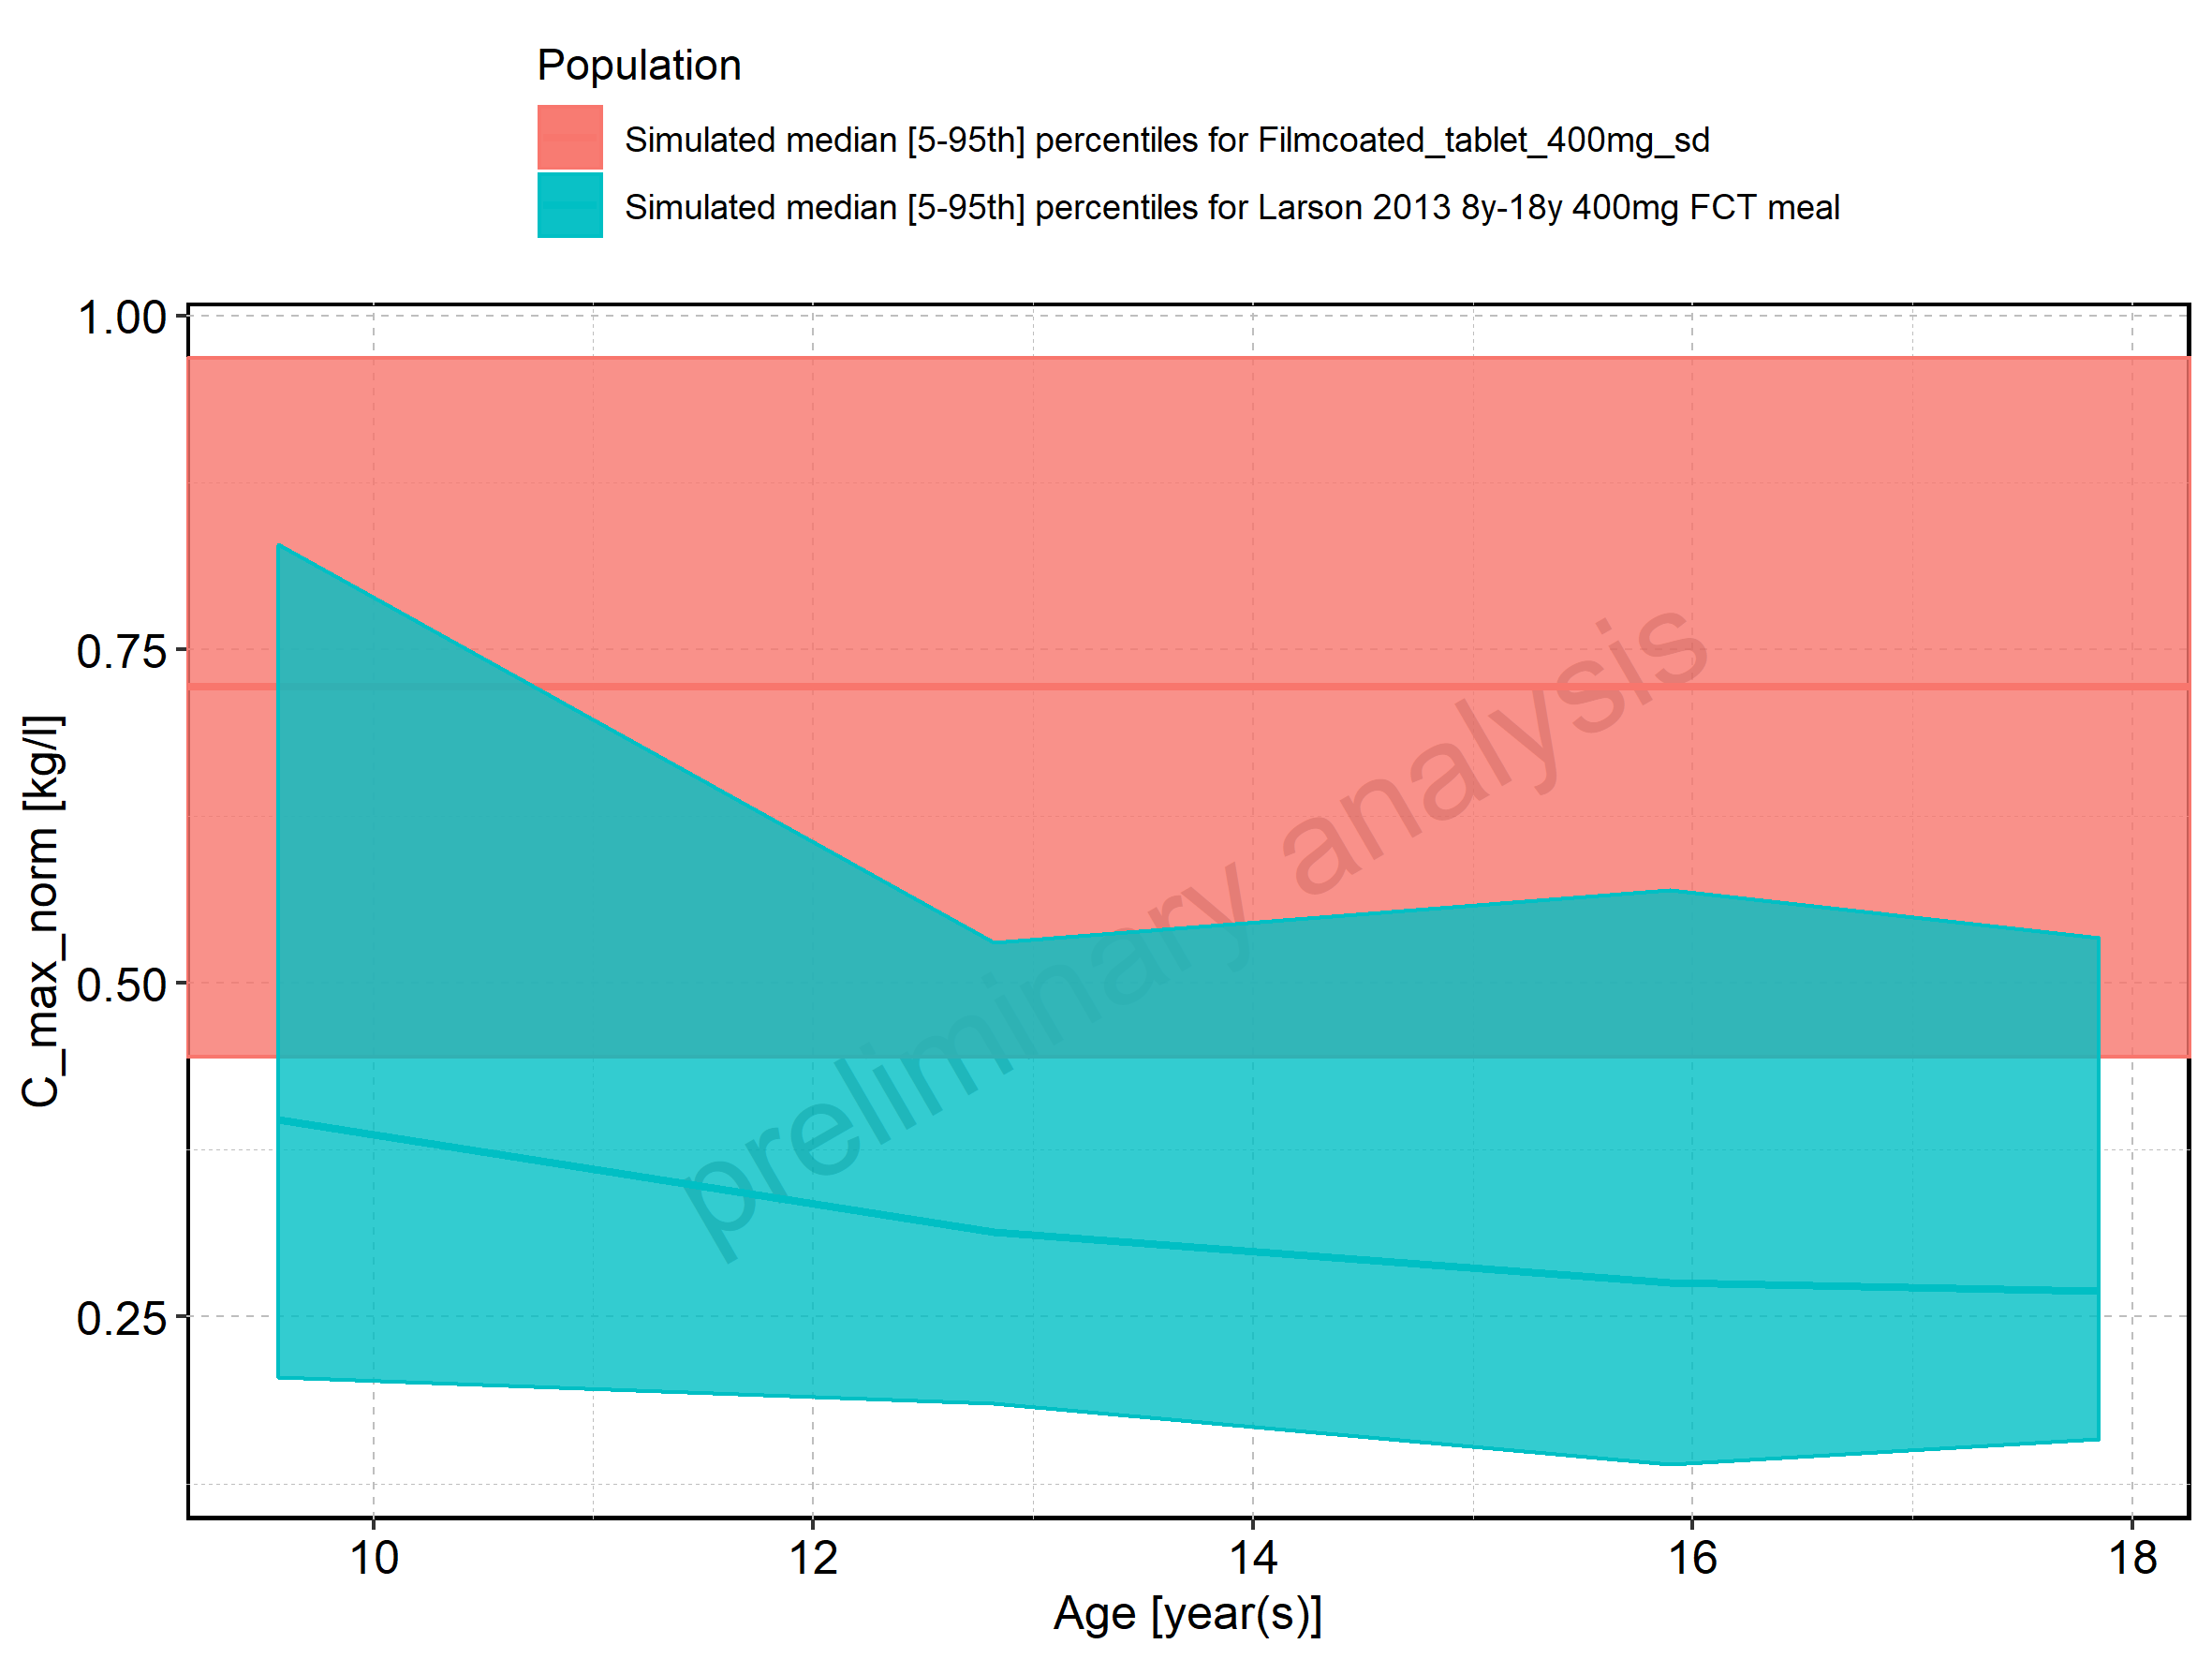 Population
Simulated median [5-95th] percentiles for Filmcoated_tablet_400mg_sd
Simulated median [5-95th] percentiles for Larson 2013 8y-18y 400mg FCT meal
1.00
0.75
0.50
0.25
C_max_norm [kg/l]
preliminary analysis
10 12 14 16 18
Age [year(s)]